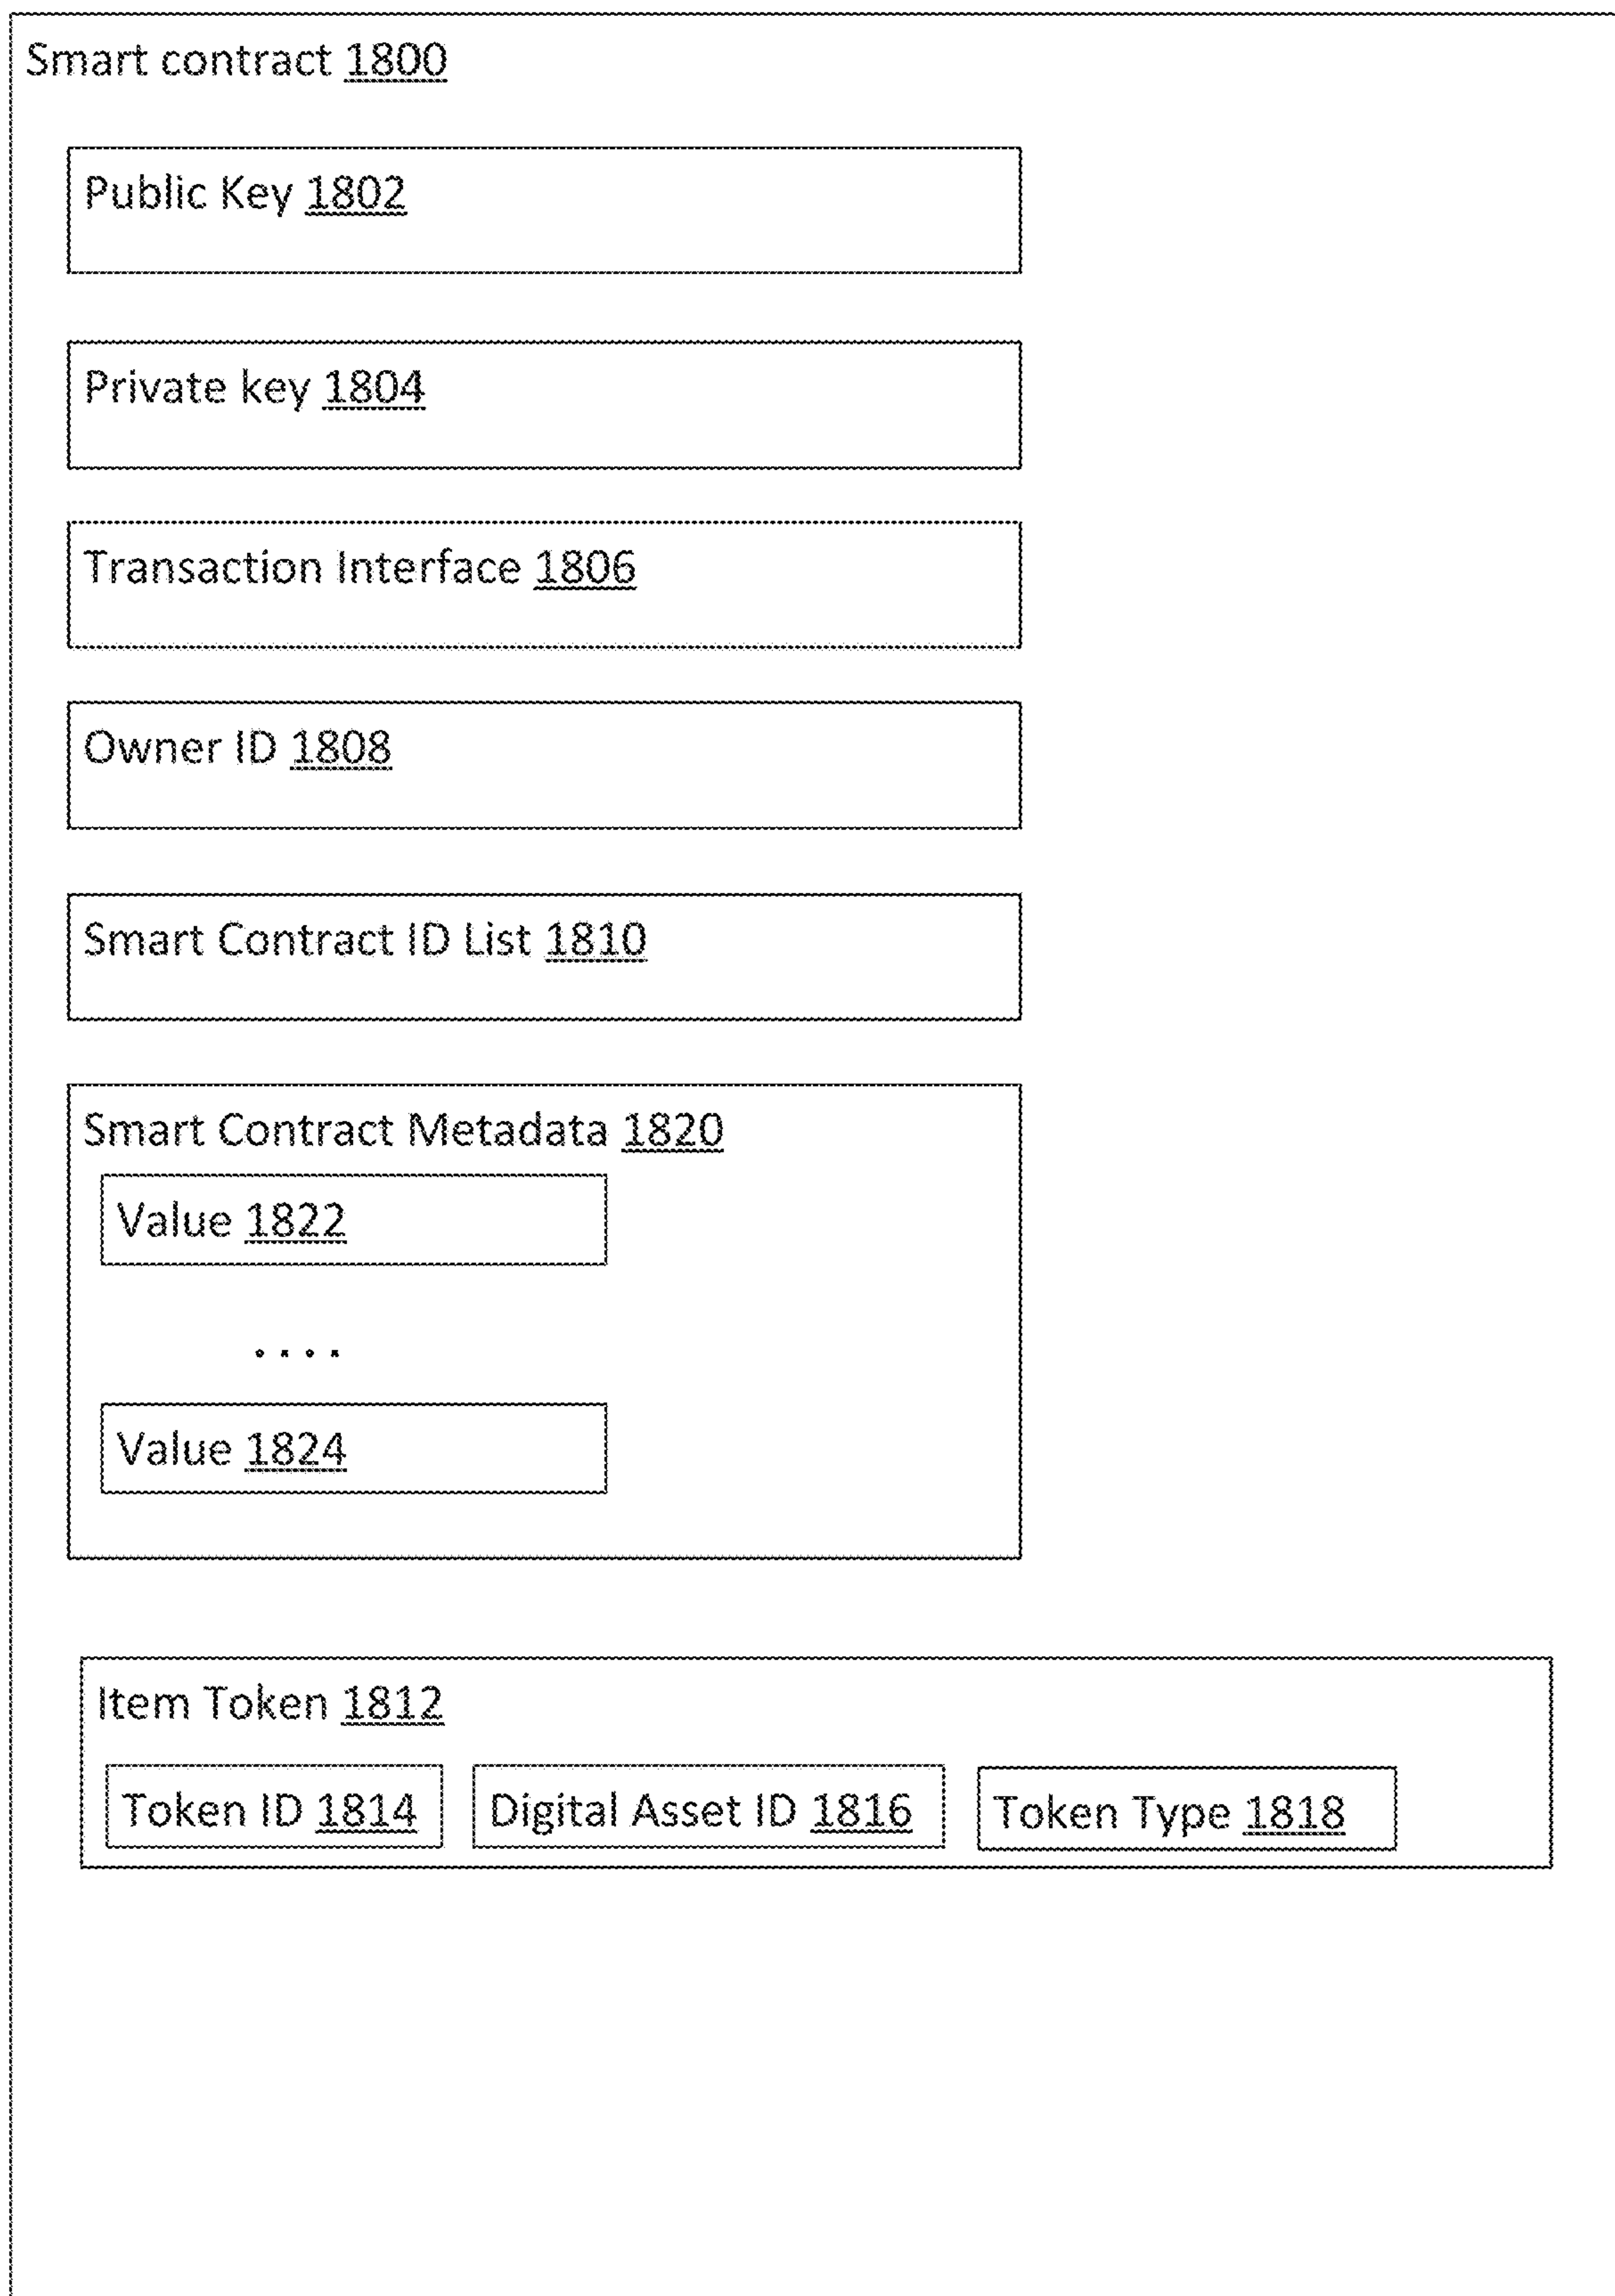 Smart contract 1800
Public Key 1802
Private key 1804
Transaction Interface 1806
Owner ID 1808
Smart Contract ID List 1810
Smart Contract Metadata 1820
Value 1822
. . . .
Value 1824
Item Token 1812
Token ID 1814 Digital Asset ID 1816 Token Type 1818